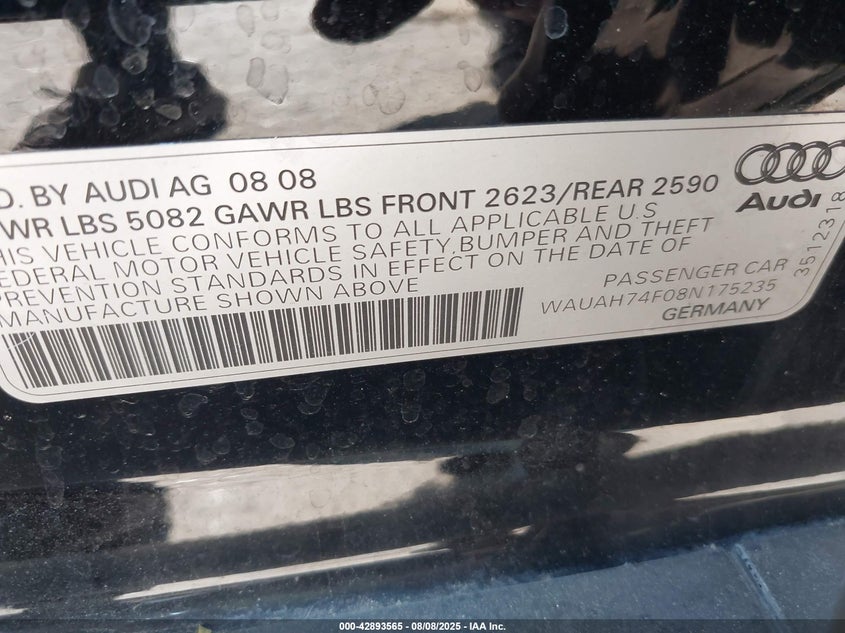 D. BY AUDI AG 08 08
WR LBS 5082 GAWR LBS FRONT 2623/REAR 2590
HIS VEHICLE CONFORMS TO ALL APPLICABLE U.S
EDERAL MOTOR VEHICLE SAFETY,BUMPER AND THEFT
PREVENTION STANDARDS IN EFFECT ON THE DATE OF
MANUFACTURE SHOWN ABOVE
Audi
3612318
PASSENGER CAR
WAUAH74F08N175235
GERMANY
000-42893565 - 08/08/2025 - IAA Inc.